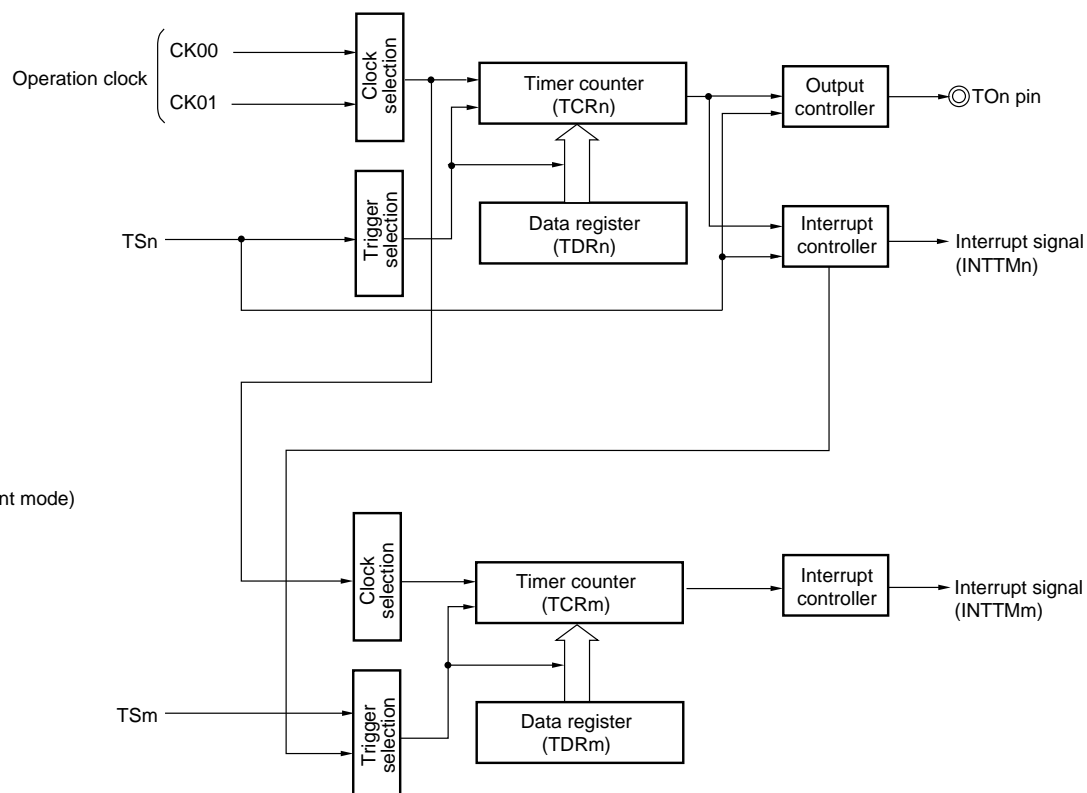 Operation clock
CK00
CK01
Clock
selection
Timer counter
(TCRn)
Output
controller
TOn pin
TSn
Trigger
selection
Data register
(TDRn)
Interrupt
controller
Interrupt signal
(INTTMn)
nt mode)
Clock
selection
Timer counter
(TCRm)
Interrupt
controller
Interrupt signal
(INTTMm)
TSm
Trigger
selection
Data register
(TDRm)